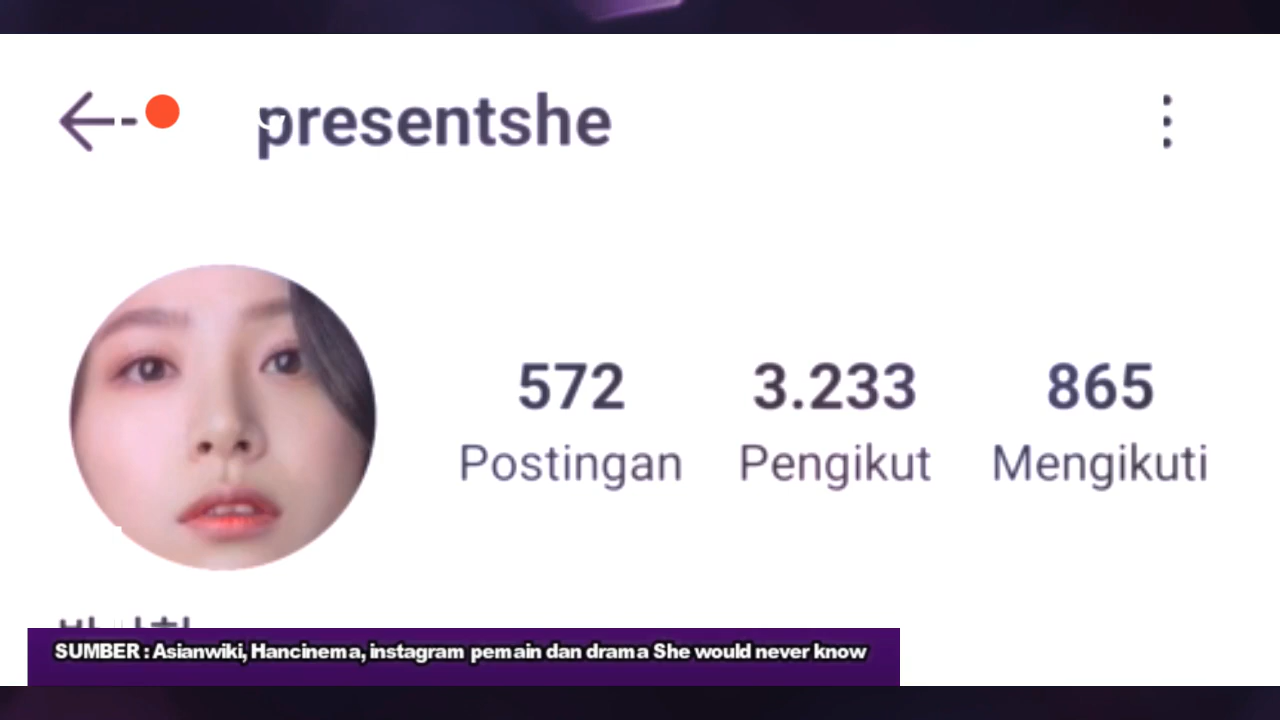 presentshe
572 3.233 865
Postingan Pengikut Mengikuti
SUMBER : Asianwiki, Hancinema, instagram pemain dan drama She would never know